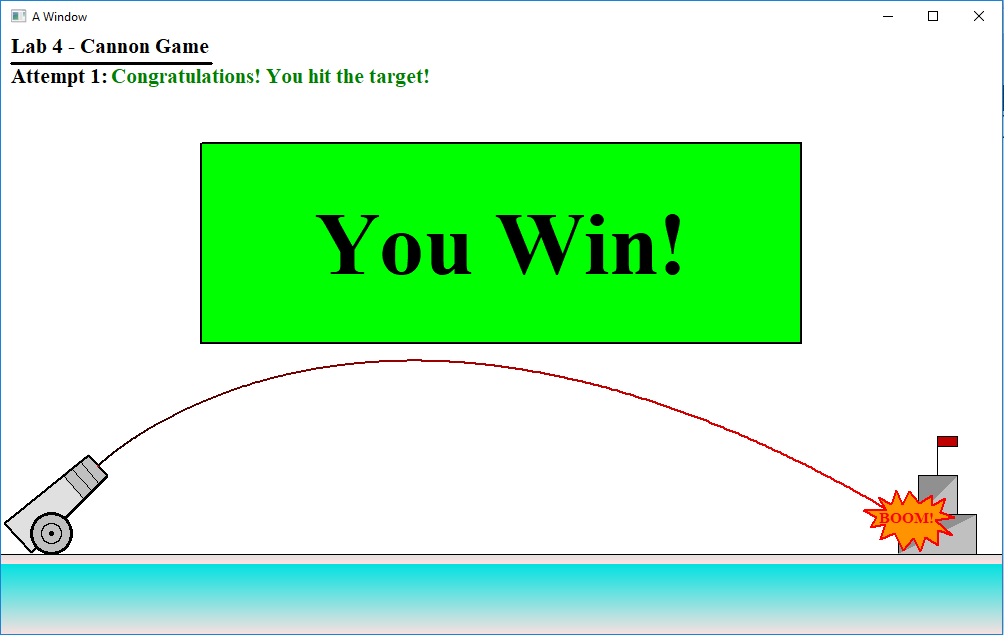 A Window
Lab 4 - Cannon Game
Attempt 1: Congratulations! You hit the target!
You Win!
BOOM!